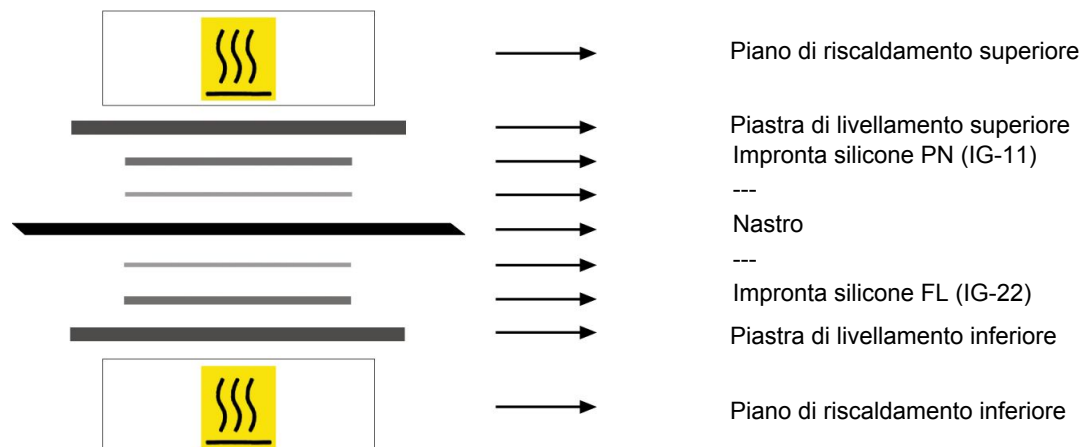 Piano di riscaldamento superiore
Piastra di livellamento superiore
Impronta silicone PN (IG-11)
---
Nastro
---
Impronta silicone FL (IG-22)
Piastra di livellamento inferiore
Piano di riscaldamento inferiore